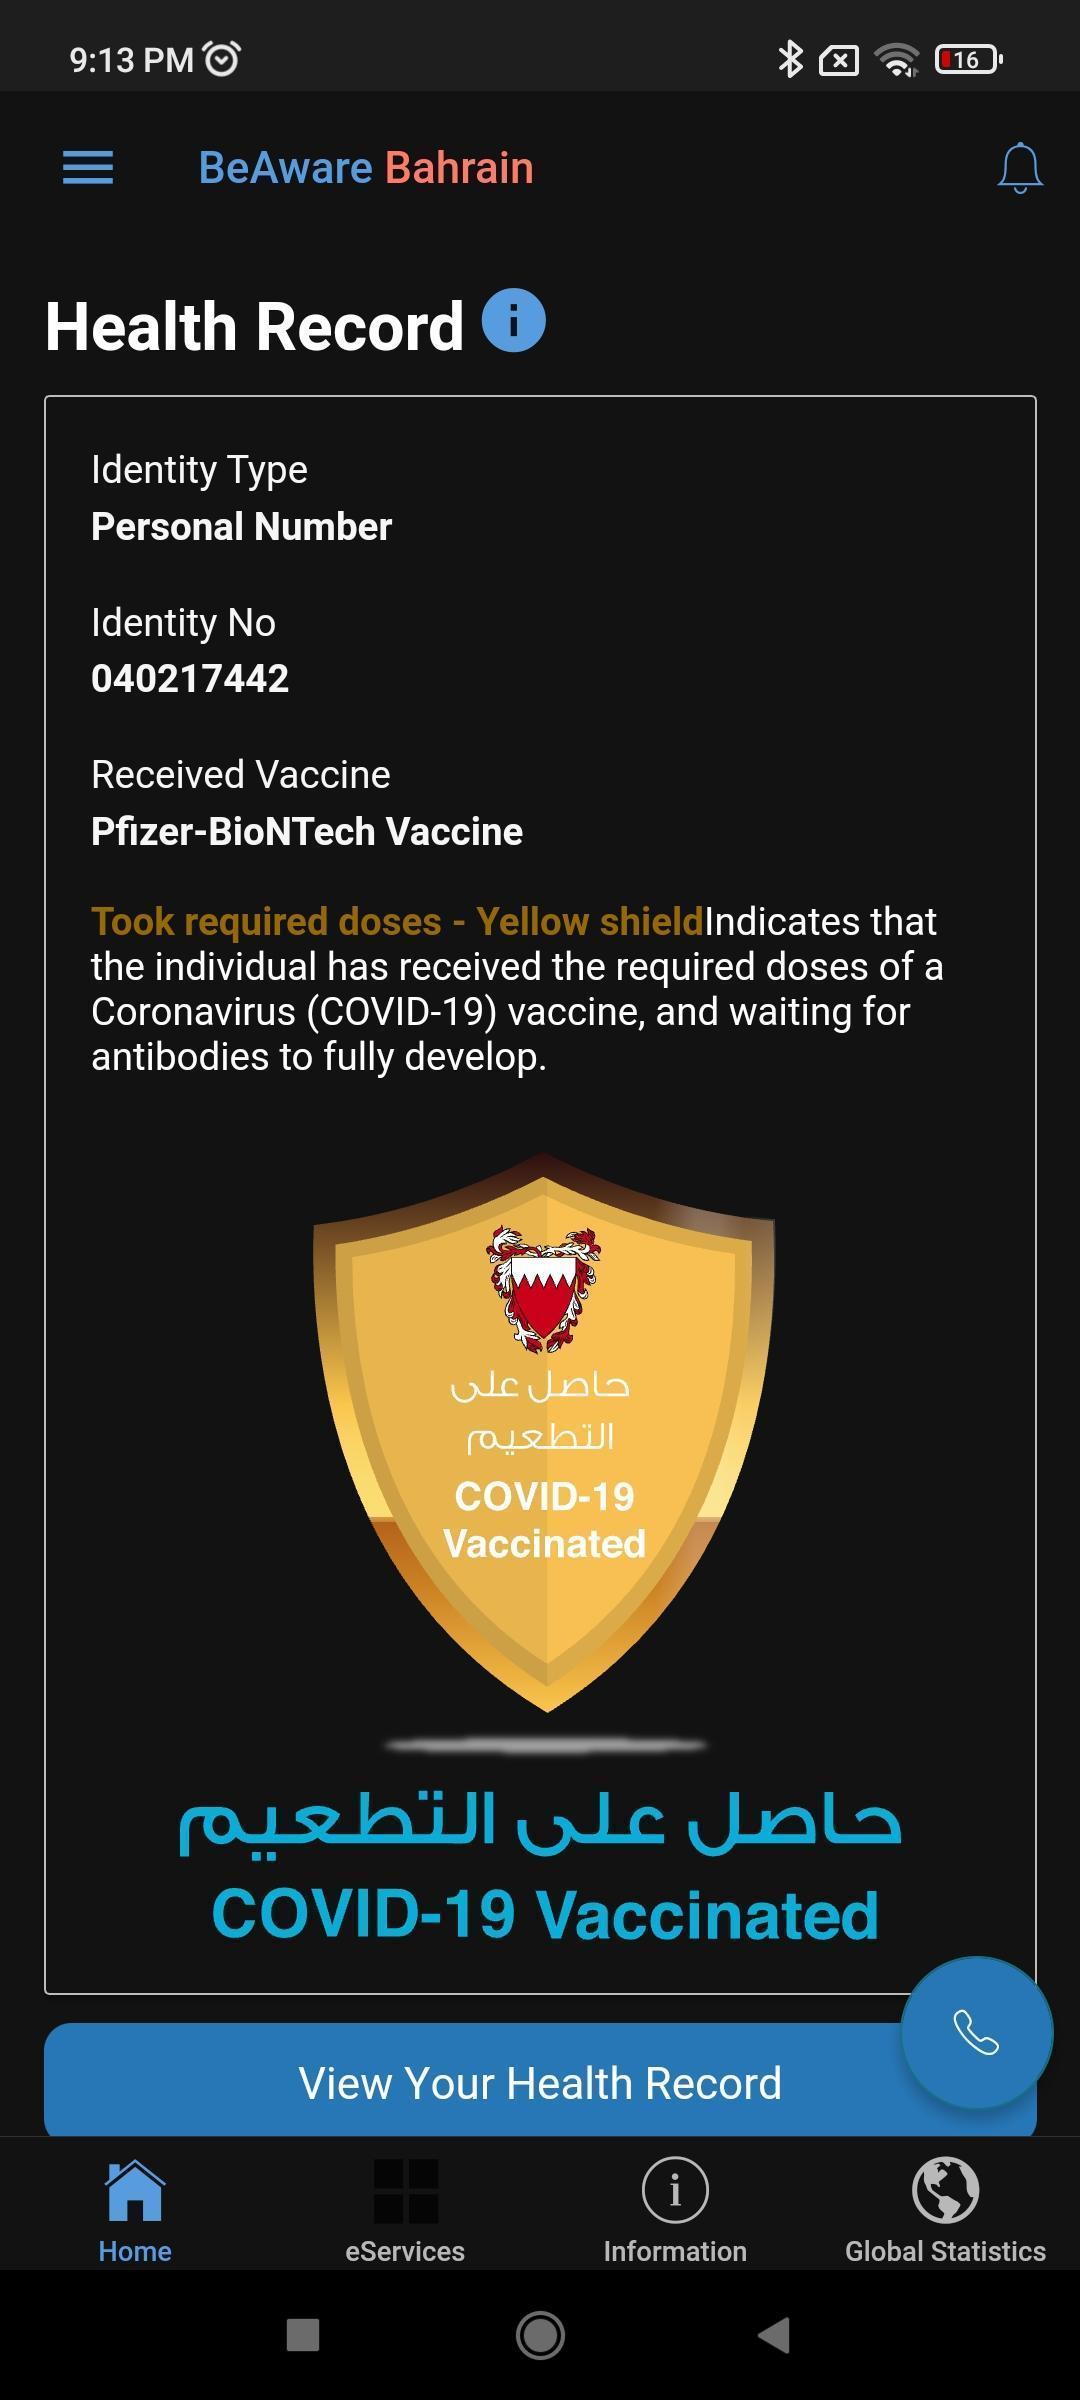 9:13 PM
16
BeAware Bahrain
Health Record
Identity Type
Personal Number
Identity No
040217442
Received Vaccine
Pfizer-BioNTech Vaccine
Took required doses - Yellow shieldIndicates that
the individual has received the required doses of a
Coronavirus (COVID-19) vaccine, and waiting for
antibodies to fully develop.
حاصل على
التطعيم
COVID-19
Vaccinated
حاصل على التطعيم
COVID-19 Vaccinated
View Your Health Record
Home
eServices
Information
Global Statistics